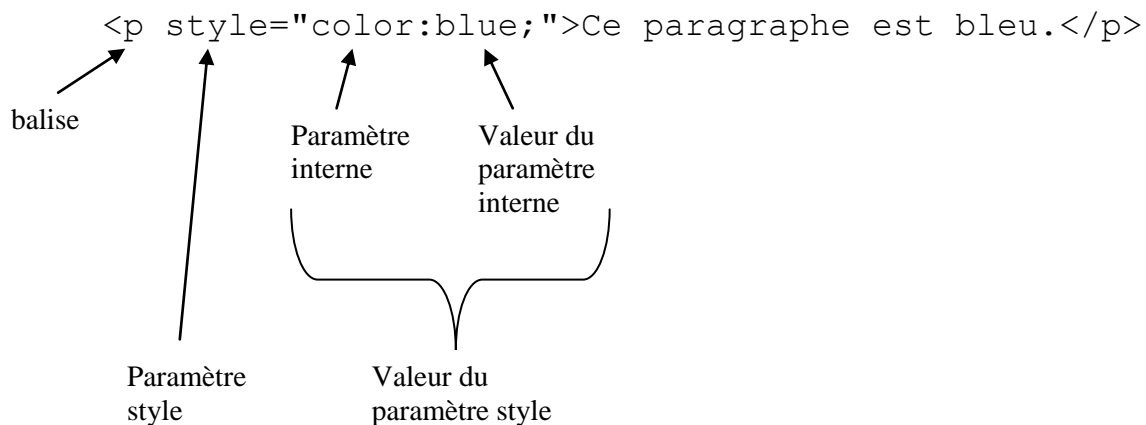 <p style="color:blue;">Ce paragraphe est bleu.</p>
balise
Paramètre
interne
Valeur du
paramètre
interne
Paramètre
style
Valeur du
paramètre style